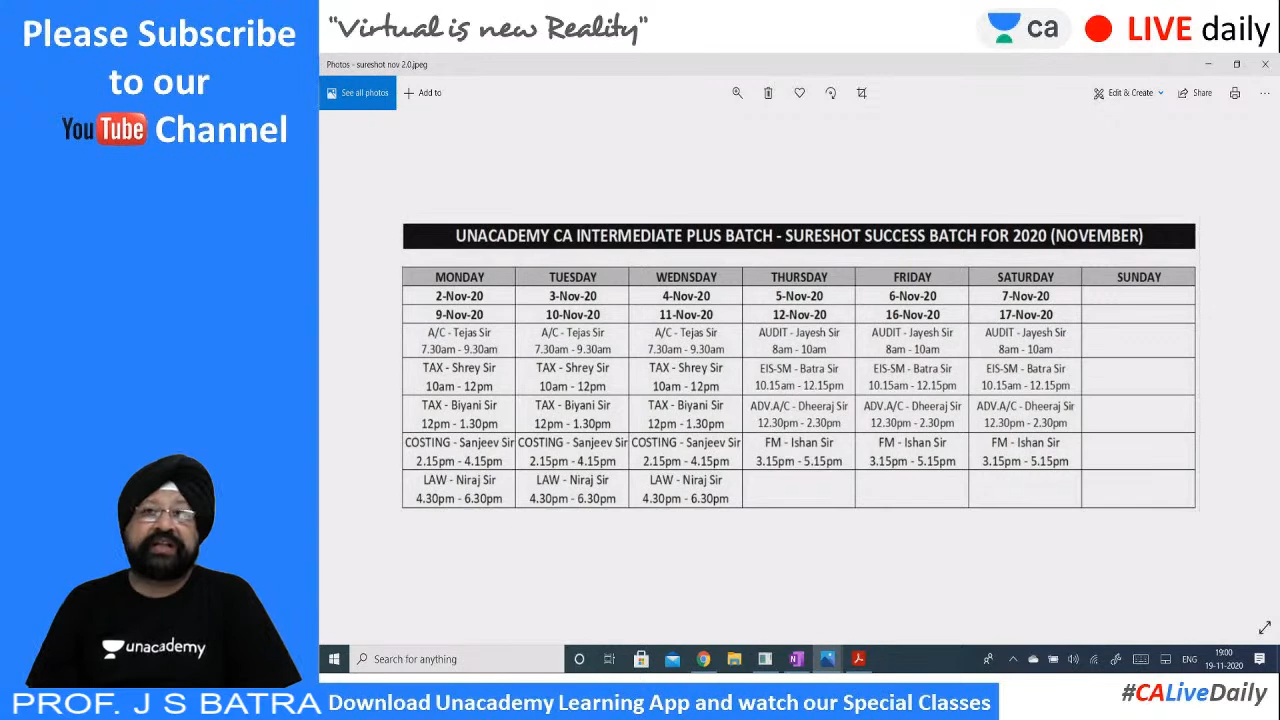 Please Subscribe
to our
YouTube Channel
"Virtual is new Reality"
ca
LIVE daily
Photos - sureshot nov 2.0.jpeg
See all photos
Add to
Edit & Create
Share
UNACADEMY CA INTERMEDIATE PLUS BATCH - SURESHOT SUCCESS BATCH FOR 2020 (NOVEMBER)
MONDAY TUESDAY WEDNSDAY THURSDAY FRIDAY SATURDAY SUNDAY
2-Nov-20 3-Nov-20 4-Nov-20 5-Nov-20 6-Nov-20 7-Nov-20
9-Nov-20 10-Nov-20 11-Nov-20 12-Nov-20 16-Nov-20 17-Nov-20
A/C - Tejas Sir A/C - Tejas Sir A/C - Tejas Sir AUDIT - Jayesh Sir AUDIT - Jayesh Sir AUDIT - Jayesh Sir
7.30am - 9.30am 7.30am - 9.30am 7.30am - 9.30am 8am - 10am 8am - 10am 8am - 10am
TAX - Shrey Sir TAX - Shrey Sir TAX - Shrey Sir EIS-SM - Batra Sir EIS-SM - Batra Sir EIS-SM - Batra Sir
10am - 12pm 10am - 12pm 10am - 12pm 10.15am - 12.15pm 10.15am - 12.15pm 10.15am - 12.15pm
TAX - Biyani Sir TAX - Biyani Sir TAX - Biyani Sir ADV.A/C - Dheeraj Sir ADV.A/C - Dheeraj Sir ADV.A/C - Dheeraj Sir
12pm - 1.30pm 12pm - 1.30pm 12pm - 1.30pm 12.30pm - 2.30pm 12.30pm - 2.30pm 12.30pm - 2.30pm
COSTING - Sanjeev Sir COSTING - Sanjeev Sir COSTING - Sanjeev Sir FM - Ishan Sir FM - Ishan Sir FM - Ishan Sir
2.15pm - 4.15pm 2.15pm - 4.15pm 2.15pm - 4.15pm 3.15pm - 5.15pm 3.15pm - 5.15pm 3.15pm - 5.15pm
LAW - Niraj Sir LAW - Niraj Sir LAW - Niraj Sir
4.30pm - 6.30pm 4.30pm - 6.30pm 4.30pm - 6.30pm
unacademy
Search for anything
ENG
19:00
19-11-2020
PROF. J S BATRA
Download Unacademy Learning App and watch our Special Classes
#CALiveDaily